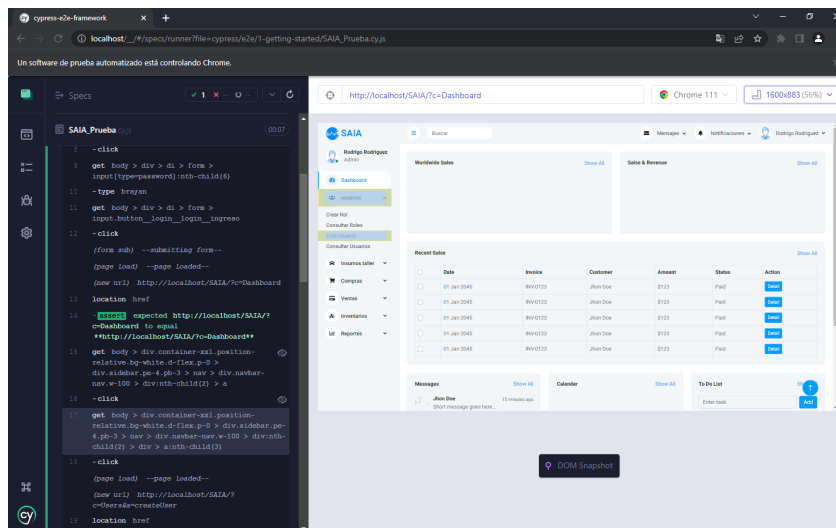 cypress-e2e-framework
localhost/__/#/specs/runner?file=cypress/e2e/1-getting-started/SAIA_Prueba.cy.js
Un software de prueba automatizado está controlando Chrome.
Specs
1
--
--
SAIA_Prueba.cy.js
00:07
8 -click
9 get body > div > di > form >
input[type=password]:nth-child(6)
10 -type brayan
11 get body > div > di > form >
input.button__login__login__ingreso
12 -click
(form sub) --submitting form--
(page load) --page loaded--
(new url) http://localhost/SAIA/?c=Dashboard
13 location href
14 -assert expected http://localhost/SAIA/?
c=Dashboard to equal
**http://localhost/SAIA/?c=Dashboard**
15 get body > div.container-xxl.position-
relative.bg-white.d-flex.p-0 >
div.sidebar.pe-4.pb-3 > nav > div.navbar-
nav.w-100 > div:nth-child(2) > a
16 -click
17 get body > div.container-xxl.position-
relative.bg-white.d-flex.p-0 > div.sidebar.pe-
4.pb-3 > nav > div.navbar-nav.w-100 > div:nth-
child(2) > div > a:nth-child(3)
18 -click
(page load) --page loaded--
(new url) http://localhost/SAIA/?
c=Users&a=createUser
19 location href
cy
http://localhost/SAIA/?c=Dashboard
Chrome 111
1600x883 (56%)
SAIA
Buscar
Mensajes
Notificaciones
Rodrigo Rodriguez
Rodrigo Rodriguez
Admin
Dashboard
usuarios
Crear Rol
Consultar Roles
Crear Usuario
Consultar Usuarios
Insumos taller
Compras
Ventas
Inventarios
Reportes
Worldwide Sales
Show All
Salse & Revenue
Show All
Recent Salse
Show All
Date Invoice Customer Amount Status Action
01 Jan 2045 INV-0123 Jhon Doe $123 Paid Detail
01 Jan 2045 INV-0123 Jhon Doe $123 Paid Detail
01 Jan 2045 INV-0123 Jhon Doe $123 Paid Detail
01 Jan 2045 INV-0123 Jhon Doe $123 Paid Detail
01 Jan 2045 INV-0123 Jhon Doe $123 Paid Detail
Messages
Show All
Jhon Doe
15 minutes ago
Short message goes here...
Calender
Show All
To Do List
Enter task
Add
DOM Snapshot